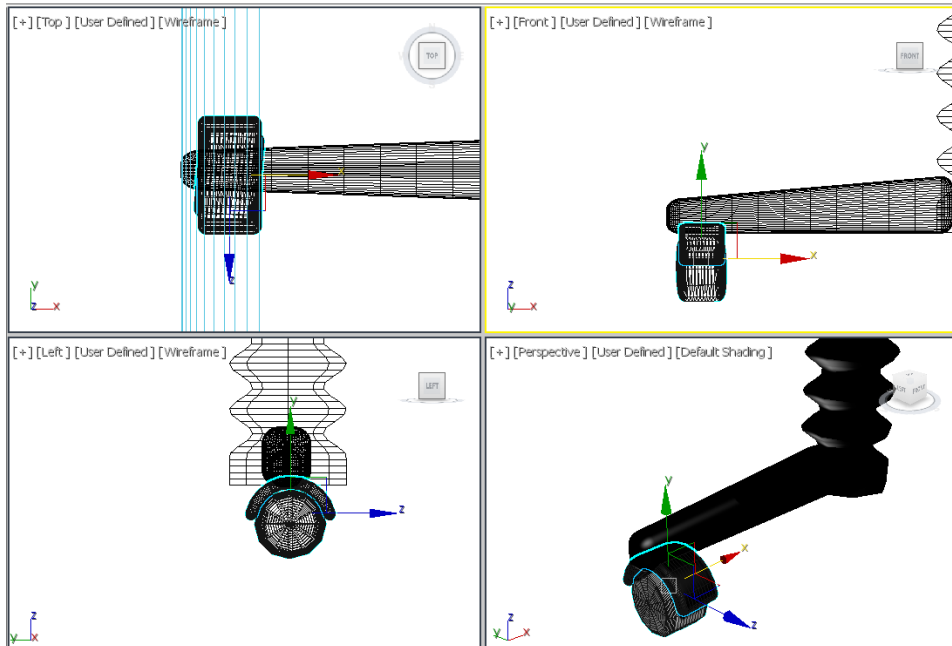 [+] [Top] [User Defined] [Wireframe]
TOP
x
z
y
z x
[+] [Front] [User Defined] [Wireframe]
FRONT
y
x
z
y x
[+] [Left] [User Defined] [Wireframe]
LEFT
y
z
z
y x
[+] [Perspective] [User Defined] [Default Shading]
FRONT
y
x
z
z
y x